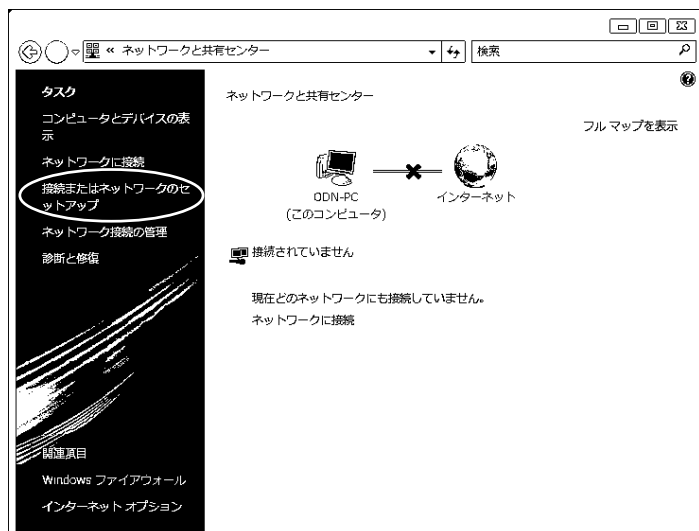 « ネットワークと共有センター
検索
タスク
コンピュータとデバイスの表
示
ネットワークに接続
接続またはネットワークのセ
ットアップ
ネットワーク接続の管理
診断と修復
関連項目
Windows ファイアウォール
インターネット オプション
ネットワークと共有センター
フル マップを表示
ODN-PC
(このコンピュータ)
インターネット
接続されていません
現在どのネットワークにも接続していません。
ネットワークに接続